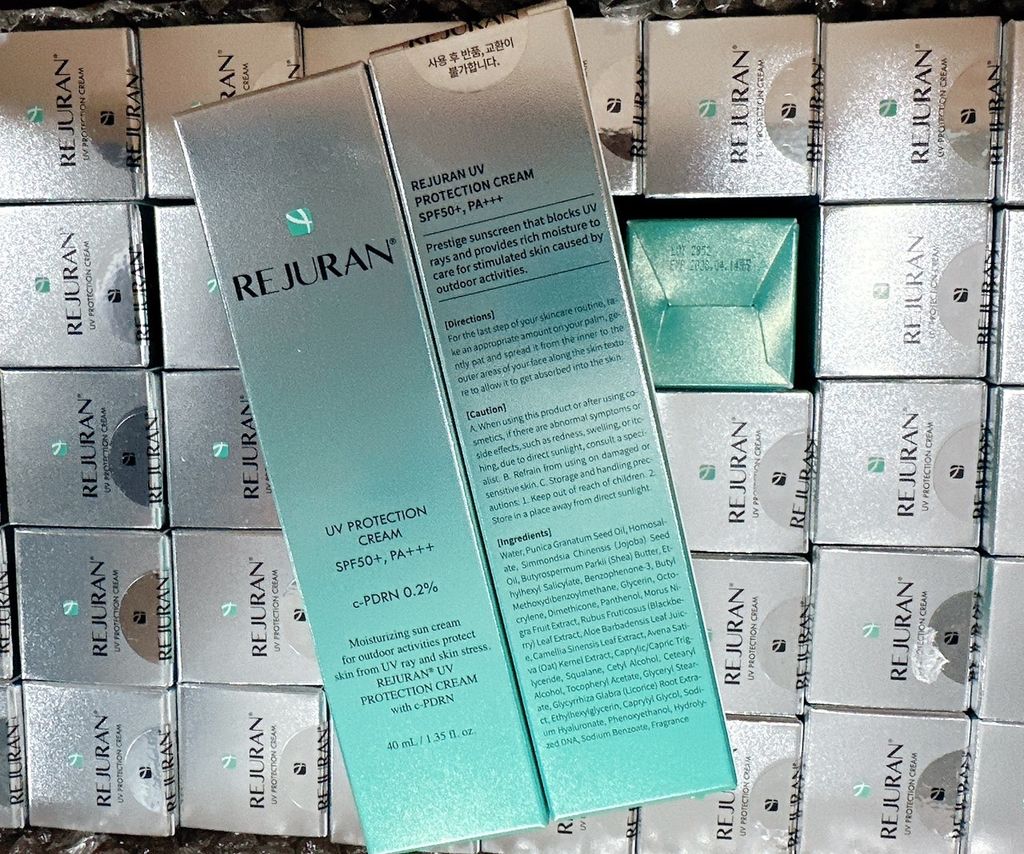 REJURAN®
UV PROTECTION
CREAM
SPF50+, PA+++
c-PDRN 0.2%
Moisturizing sun cream
for outdoor activities protect
skin from UV ray and skin stress.
REJURAN® UV
PROTECTION CREAM
with c-PDRN
40 mL / 1.35 fl.oz.
REJURAN
사용 후 반품, 교환이
불가합니다.
REJURAN UV
PROTECTION CREAM
SPF50+, PA+++
Prestige sunscreen that blocks UV
rays and provides rich moisture to
care for stimulated skin caused by
outdoor activities.
[Directions]
For the last step of your skincare routine, ta-
ke an appropriate amount on your palm, ge-
ntly pat and spread it from the inner to the
outer areas of your face along the skin textu-
re to allow it to get absorbed into the skin.
[Caution]
A. When using this product or after using co-
smetics, if there are abnormal symptoms or
side effects, such as redness, swelling, or itc-
hing, due to direct sunlight, consult a speci-
alist. B. Refrain from using on damaged or
sensitive skin. C. Storage and handling prec-
autions: 1. Keep out of reach of children. 2.
Store in a place away from direct sunlight.
[Ingredients]
Water, Punica Granatum Seed Oil, Homosal-
ate, Simmondsia Chinensis (Jojoba) Seed
Oil, Butyrospermum Parkii (Shea) Butter, Et-
hylhexyl Salicylate, Benzophenone-3, Butyl
Methoxydibenzoylmethane, Glycerin, Octo-
crylene, Dimethicone, Panthenol, Morus Ni-
gra Fruit Extract, Rubus Fruticosus (Blackbe-
rry) Leaf Extract, Aloe Barbadensis Leaf Juic-
e, Camellia Sinensis Leaf Extract, Avena Sati-
va (Oat) Kernel Extract, Caprylic/Capric Trig-
lyceride, Squalane, Cetyl Alcohol, Cetearyl
Alcohol, Tocopheryl Acetate, Glyceryl Stear-
ate, Glycyrrhiza Glabra (Licorice) Root Extra-
ct, Ethylhexylglycerin, Caprylyl Glycol, Sodi-
um Hyaluronate, Phenoxyethanol, Hydroly-
zed DNA, Sodium Benzoate, Fragrance
REJURAN®
UV PROTECTION CREAM
REJURAN